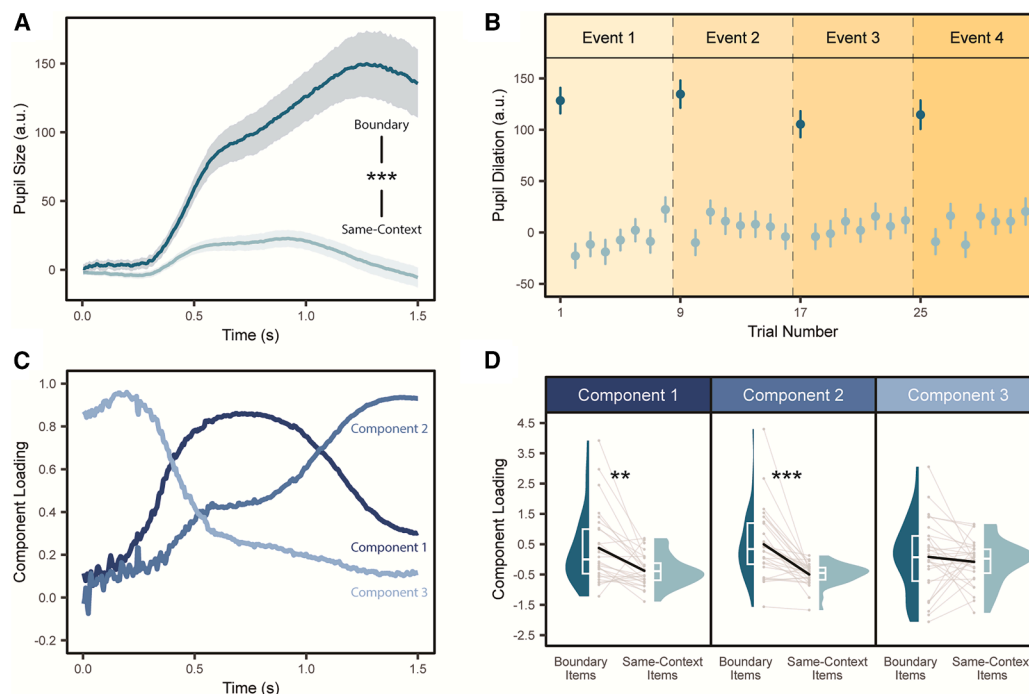 A
Pupil Size (a.u.)
150
100
50
0
Boundary
***
Same-Context
0.0
0.5
1.0
1.5
Time (s)
B
Event 1
Event 2
Event 3
Event 4
Pupil Dilation (a.u.)
150
100
50
0
-50
1
9
17
25
Trial Number
C
Component Loading
1.0
0.8
0.6
0.4
0.2
0.0
-0.2
Component 2
Component 1
Component 3
0.0
0.5
1.0
1.5
Time (s)
D
Component 1
Component 2
Component 3
Component Loading
4.5
3.5
2.5
1.5
0.5
-0.5
-1.5
-2.5
**
***
Boundary
Items
Same-Context
Items
Boundary
Items
Same-Context
Items
Boundary
Items
Same-Context
Items